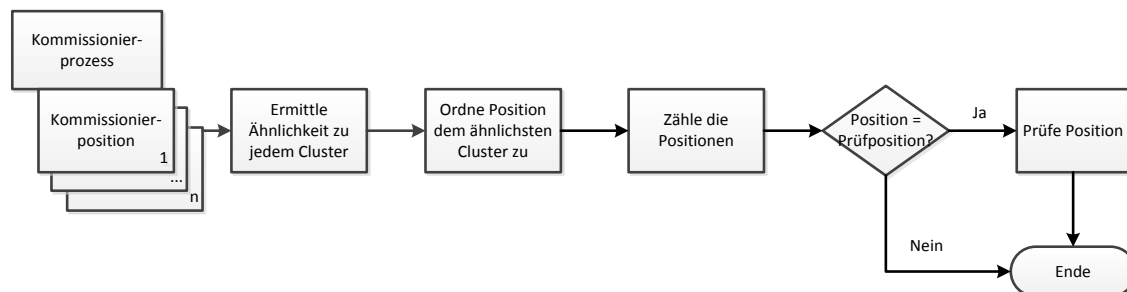 Kommissionier-
prozess
Kommissionier-
position
1
...
n
Ermittle
Ähnlichkeit zu
jedem Cluster
Ordne Position
dem ähnlichsten
Cluster zu
Zähle die
Positionen
Position =
Prüfposition?
Ja
Prüfe Position
Nein
Ende